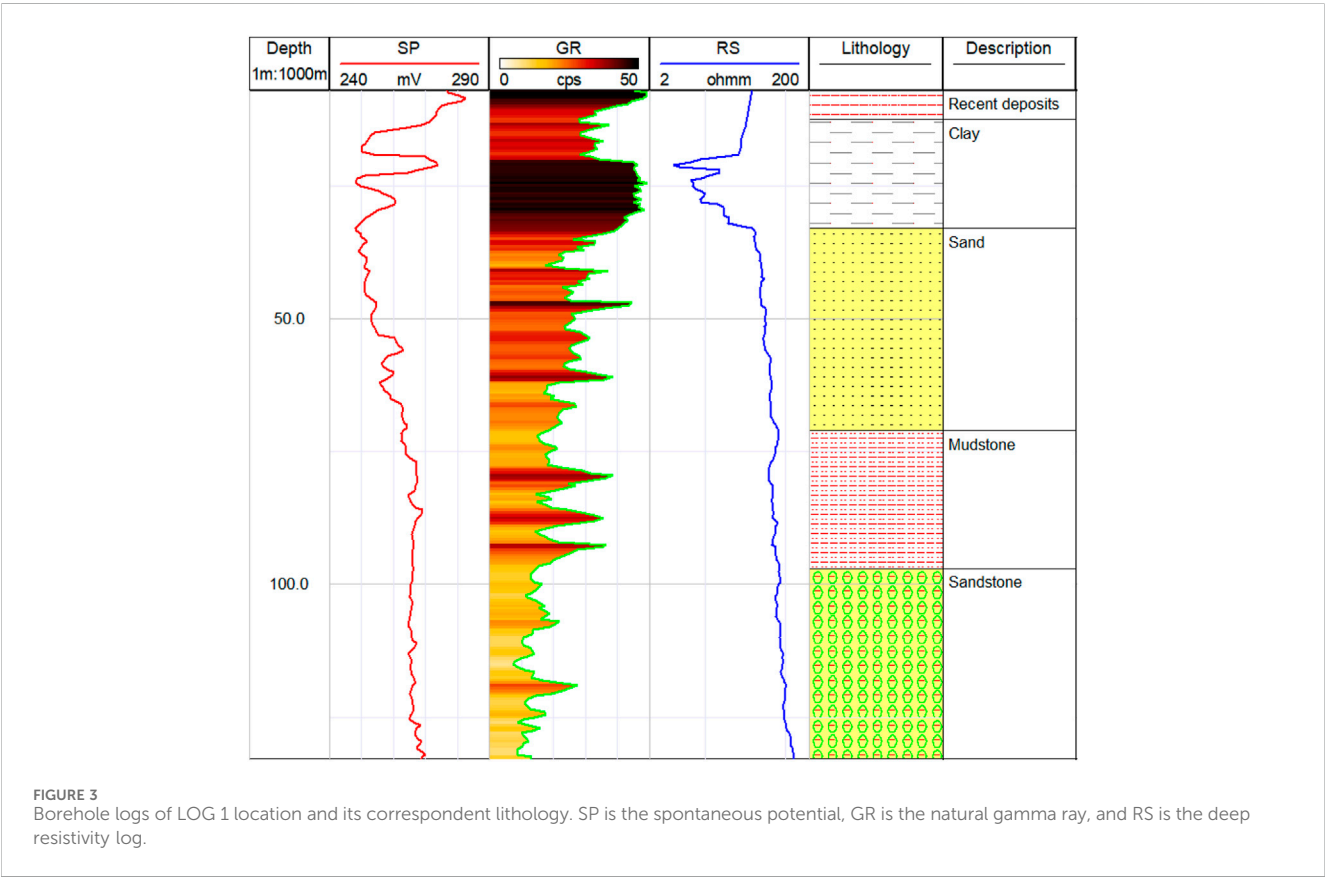 Depth SP GR RS Lithology Description
1m:1000m 240 mV 290 0 cps 50 2 ohmm 200
Recent deposits
Clay
Sand
50.0
Mudstone
100.0
Sandstone
FIGURE 3
Borehole logs of LOG 1 location and its correspondent lithology. SP is the spontaneous potential, GR is the natural gamma ray, and RS is the deep
resistivity log.